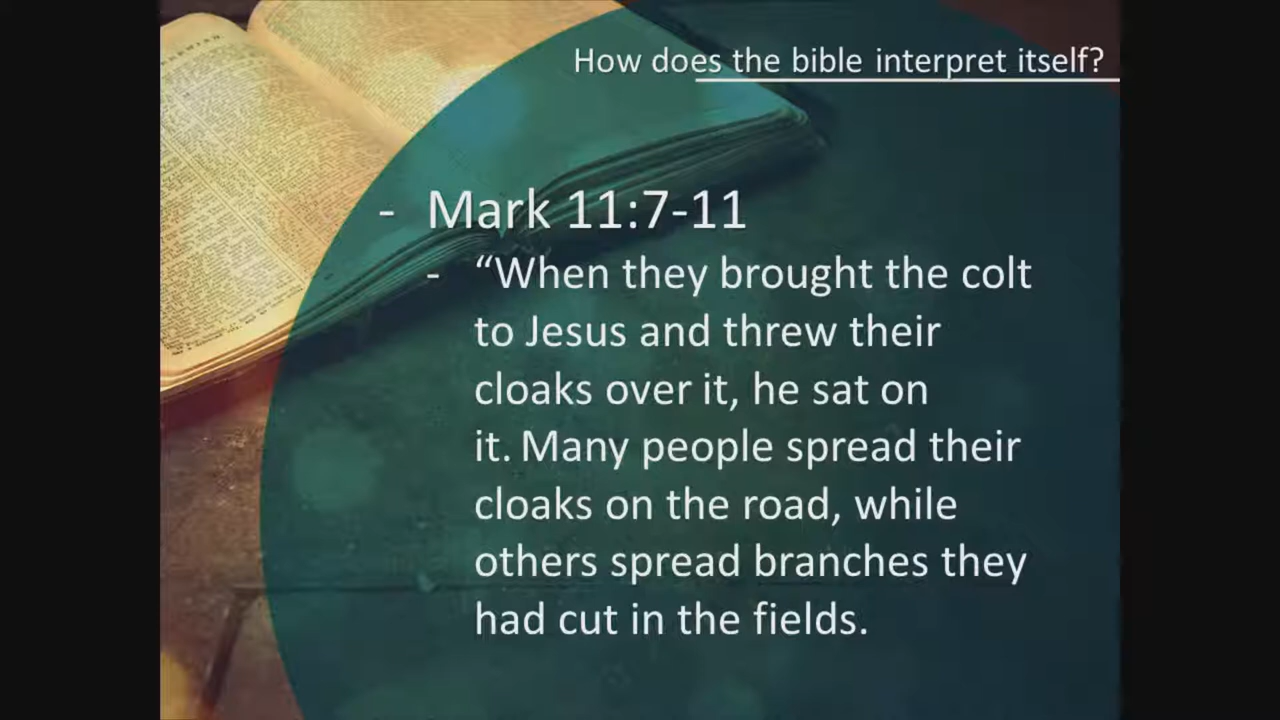 How does the bible interpret itself?
- Mark 11:7-11
- “When they brought the colt
to Jesus and threw their
cloaks over it, he sat on
it. Many people spread their
cloaks on the road, while
others spread branches they
had cut in the fields.